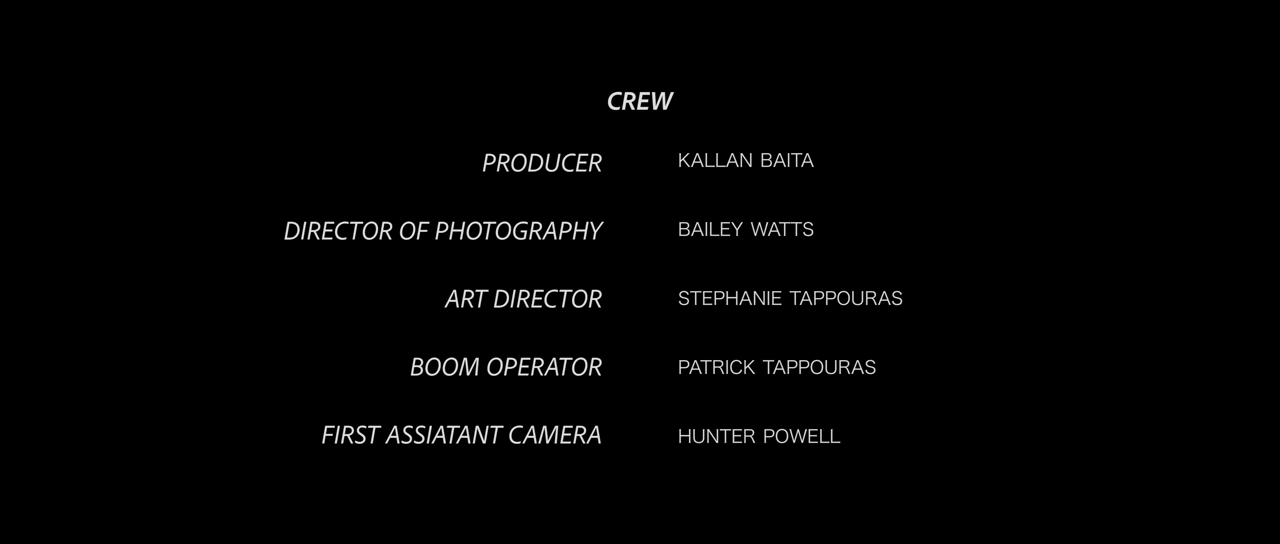 CREW
PRODUCER KALLAN BAITA
DIRECTOR OF PHOTOGRAPHY BAILEY WATTS
ART DIRECTOR STEPHANIE TAPPOURAS
BOOM OPERATOR PATRICK TAPPOURAS
FIRST ASSIATANT CAMERA HUNTER POWELL